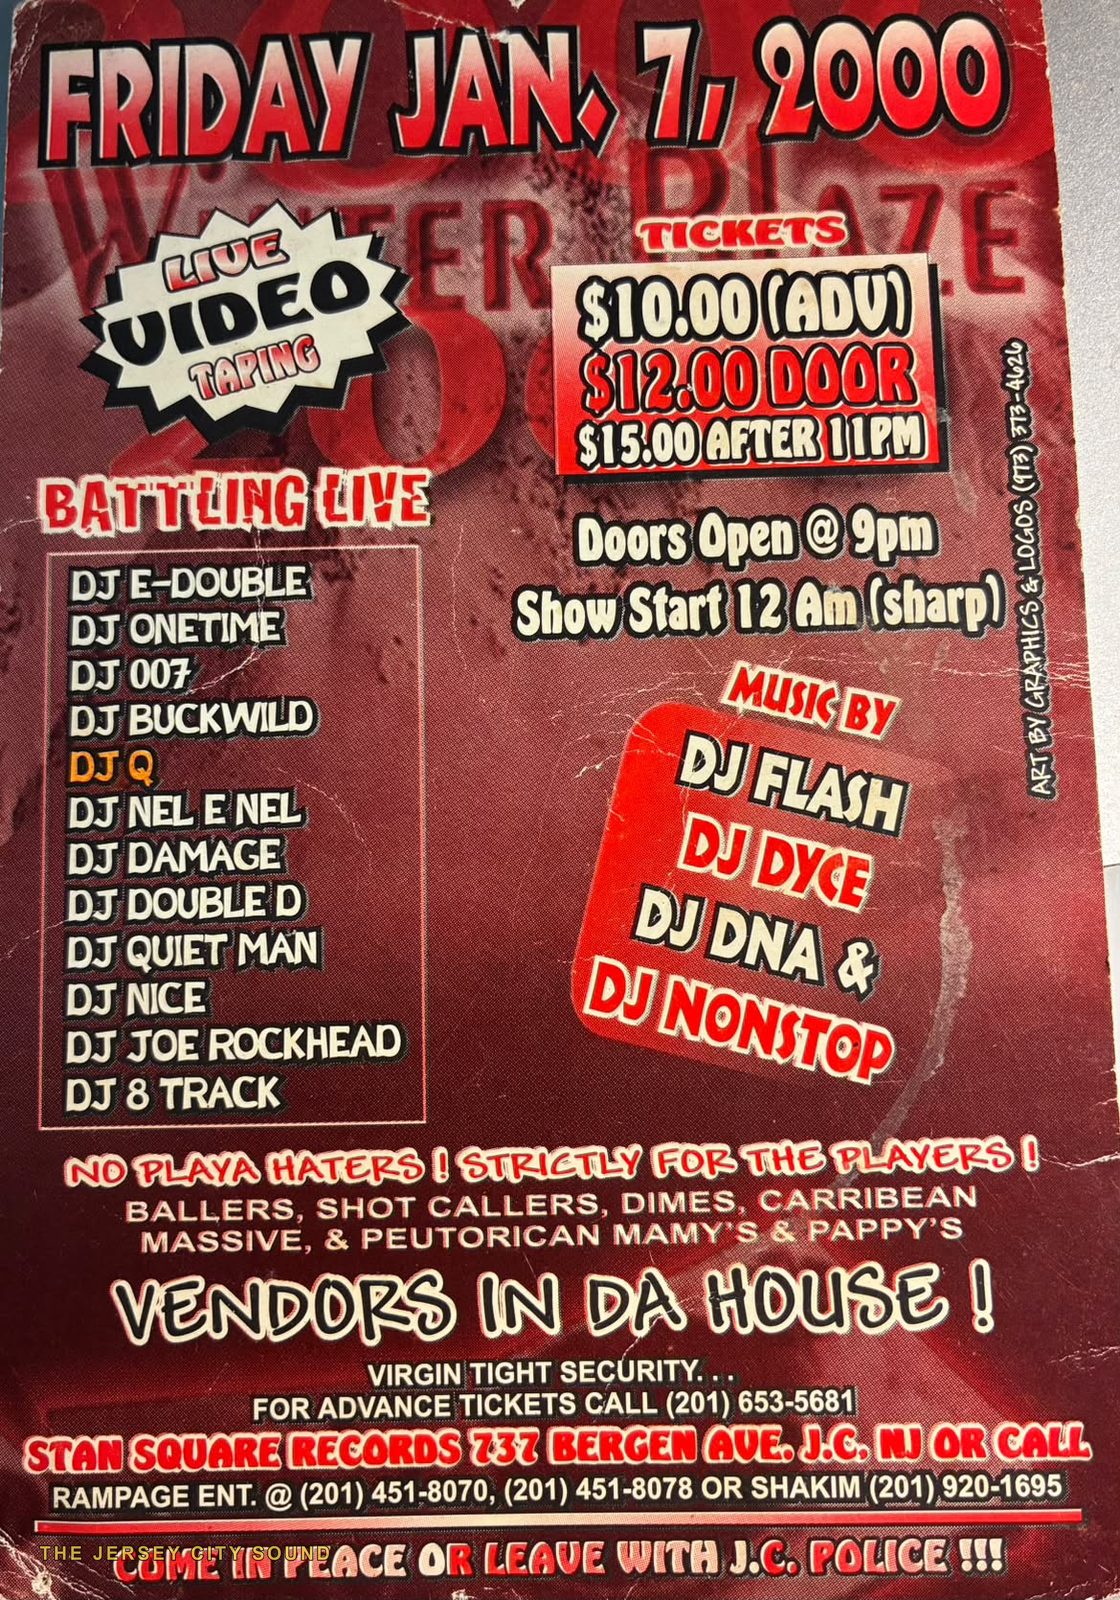 FRIDAY JAN. 7, 2000
WINTER BLAZE
LIVE
VIDEO
TAPING
TICKETS
$10.00 (ADV)
$12.00 DOOR
$15.00 AFTER 11PM
Doors Open @ 9pm
Show Start 12 Am (sharp)
ART BY GRAPHICS & LOGOS (973) 373-4626
BATTLING LIVE
DJ E-DOUBLE
DJ ONETIME
DJ 007
DJ BUCKWILD
DJ Q
DJ NEL E NEL
DJ DAMAGE
DJ DOUBLE D
DJ QUIET MAN
DJ NICE
DJ JOE ROCKHEAD
DJ 8 TRACK
MUSIC BY
DJ FLASH
DJ DYCE
DJ DNA &
DJ NONSTOP
NO PLAYA HATERS ! STRICTLY FOR THE PLAYERS !
BALLERS, SHOT CALLERS, DIMES, CARRIBEAN
MASSIVE, & PEUTORICAN MAMY'S & PAPPY'S
VENDORS IN DA HOUSE !
VIRGIN TIGHT SECURITY. . .
FOR ADVANCE TICKETS CALL (201) 653-5681
STAN SQUARE RECORDS 737 BERGEN AVE. J.C. NJ OR CALL
RAMPAGE ENT. @ (201) 451-8070, (201) 451-8078 OR SHAKIM (201) 920-1695
THE JERSEY CITY SOUND
COME IN PEACE OR LEAVE WITH J.C. POLICE !!!